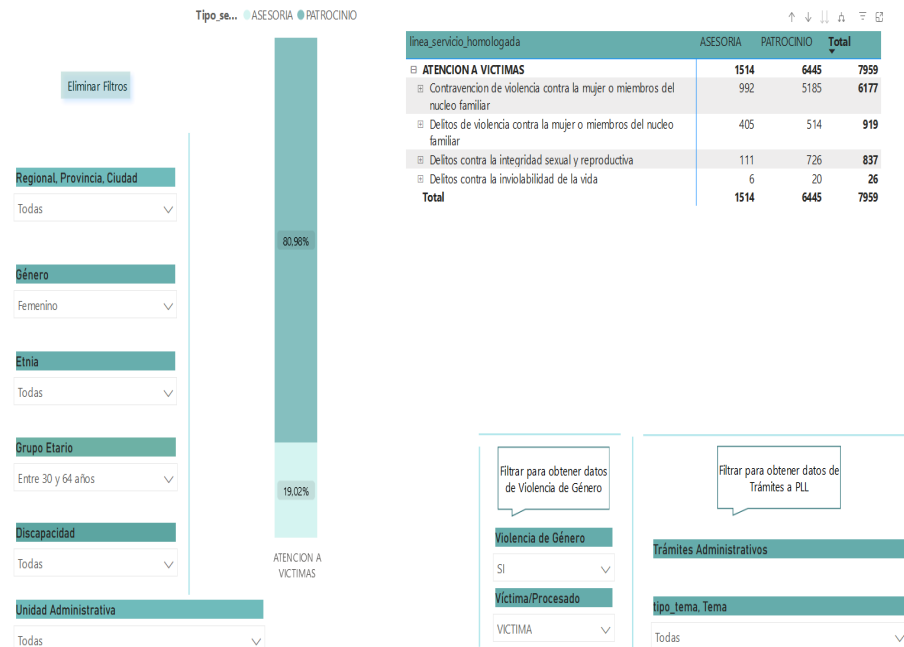 Tipo_se... ASESORIA PATROCINIO
Eliminar Filtros
Regional, Provincia, Ciudad
Todas
Género
Femenino
Etnia
Todas
Grupo Etario
Entre 30 y 64 años
Discapacidad
Todas
Unidad Administrativa
Todas
80,98%
19,02%
ATENCION A
VICTIMAS
linea_servicio_homologada ASESORIA PATROCINIO Total
ATENCION A VICTIMAS 1514 6445 7959
Contravencion de violencia contra la mujer o miembros del 992 5185 6177
nucleo familiar
Delitos de violencia contra la mujer o miembros del nucleo 405 514 919
familiar
Delitos contra la integridad sexual y reproductiva 111 726 837
Delitos contra la inviolabilidad de la vida 6 20 26
Total 1514 6445 7959
Filtrar para obtener datos
de Violencia de Género
Violencia de Género
SI
Víctima/Procesado
VICTIMA
Filtrar para obtener datos de
Trámites a PLL
Trámites Administrativos
tipo_tema, Tema
Todas